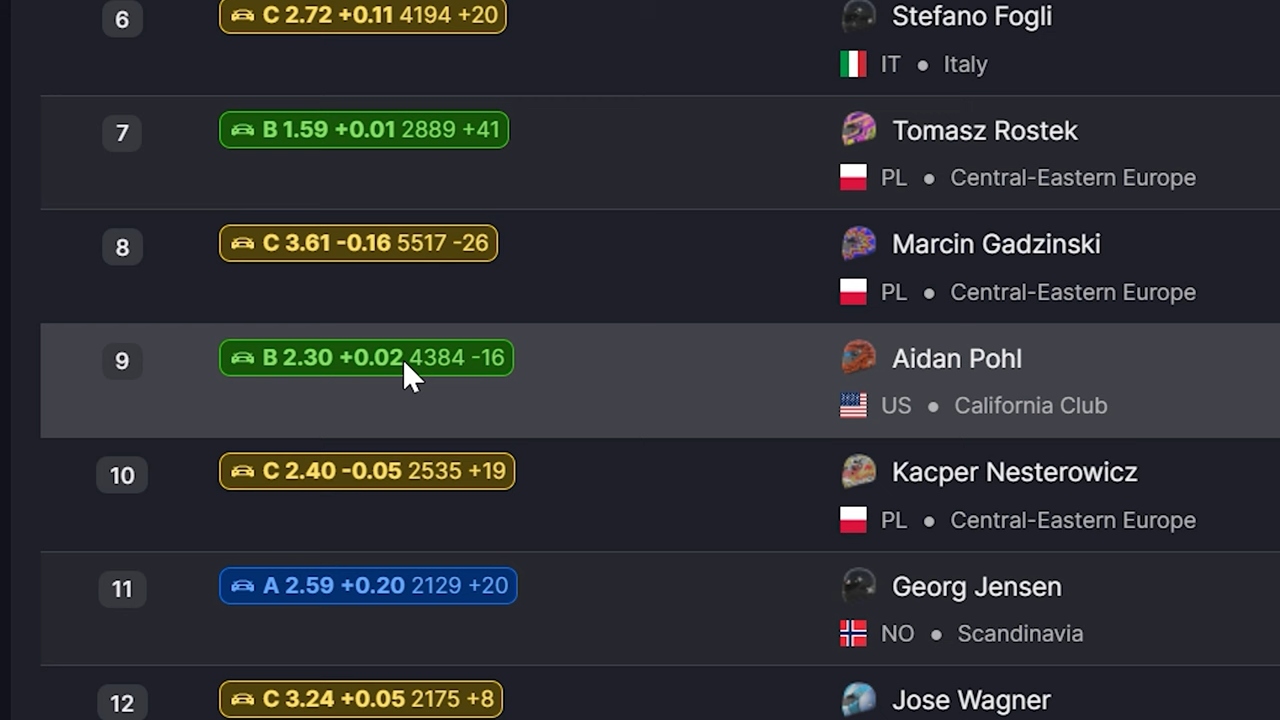 6 C 2.72 +0.11 4194 +20 Stefano Fogli
IT • Italy
7 B 1.59 +0.01 2889 +41 Tomasz Rostek
PL • Central-Eastern Europe
8 C 3.61 -0.16 5517 -26 Marcin Gadzinski
PL • Central-Eastern Europe
9 B 2.30 +0.02 4384 -16 Aidan Pohl
US • California Club
10 C 2.40 -0.05 2535 +19 Kacper Nesterowicz
PL • Central-Eastern Europe
11 A 2.59 +0.20 2129 +20 Georg Jensen
NO • Scandinavia
12 C 3.24 +0.05 2175 +8 Jose Wagner